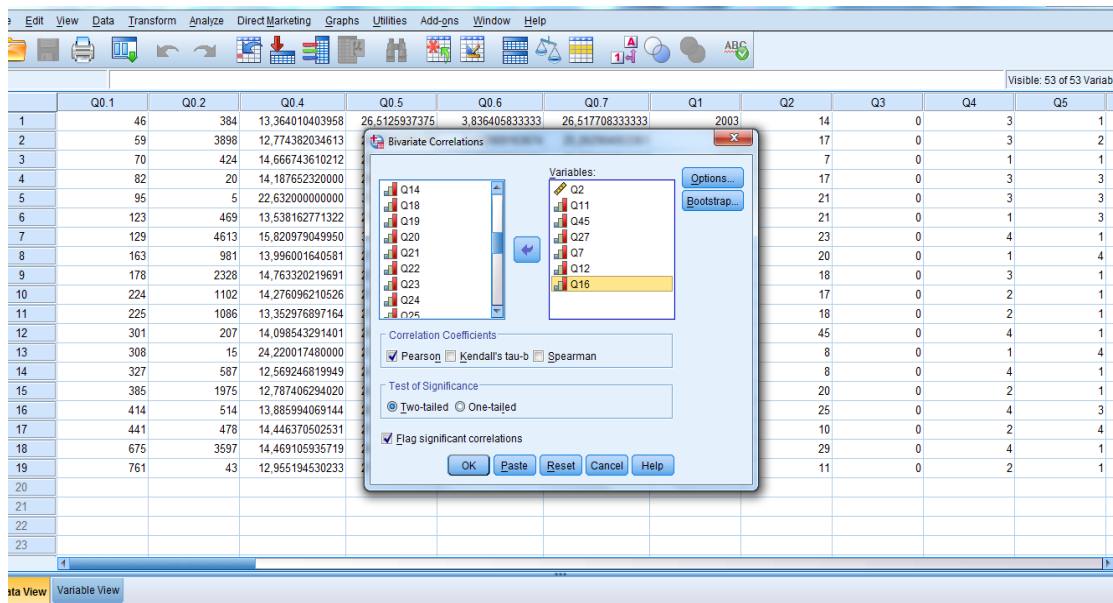 Edit View Data Transform Analyze Direct Marketing Graphs Utilities Add-ons Window Help
Visible: 53 of 53 Variab
Q0.1 Q0.2 Q0.4 Q0.5 Q0.6 Q0.7 Q1 Q2 Q3 Q4 Q5
1 46 384 13,364010403958 26,5125937375 3,836405833333 26,517708333333 2003 14 0 3 1
2 59 3898 12,774382034613 17 0 3 2
3 70 424 14,666743610212 7 0 1 1
4 82 20 14,187652320000 17 0 3 3
5 95 5 22,632000000000 21 0 3 3
6 123 469 13,538162771322 21 0 1 3
7 129 4613 15,820979049950 23 0 4 1
8 163 981 13,996001640581 20 0 1 4
9 178 2328 14,763320219691 18 0 3 1
10 224 1102 14,276096210526 17 0 2 1
11 225 1086 13,352976897164 18 0 2 1
12 301 207 14,098543291401 45 0 4 1
13 308 15 24,220017480000 8 0 1 4
14 327 587 12,569246819949 8 0 4 1
15 385 1975 12,787406294020 20 0 2 1
16 414 514 13,885994069144 25 0 4 3
17 441 478 14,446370502531 10 0 2 4
18 675 3597 14,469105935719 29 0 4 1
19 761 43 12,955194530233 11 0 2 1
20
21
22
23
Bivariate Correlations
Variables:
Q14
Q18
Q19
Q20
Q21
Q22
Q23
Q24
Q25
Q2
Q11
Q45
Q27
Q7
Q12
Q16
Options...
Bootstrap...
Correlation Coefficients
Pearson Kendall's tau-b Spearman
Test of Significance
Two-tailed One-tailed
Flag significant correlations
OK Paste Reset Cancel Help
ata View Variable View